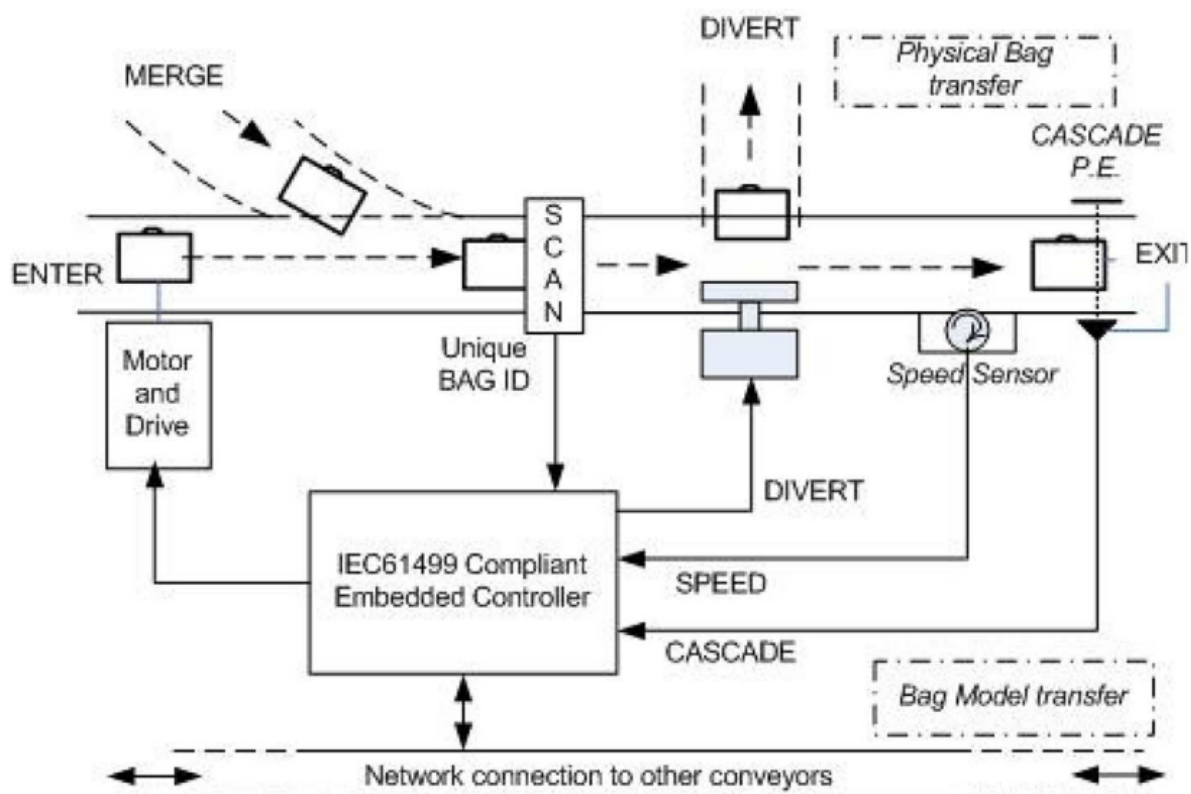 DIVERT
Physical Bag
transfer
MERGE
CASCADE
P.E.
S
C
A
N
ENTER
EXIT
Motor
and
Drive
Unique
BAG ID
Speed Sensor
DIVERT
IEC61499 Compliant
Embedded Controller
SPEED
CASCADE
Bag Model transfer
Network connection to other conveyors